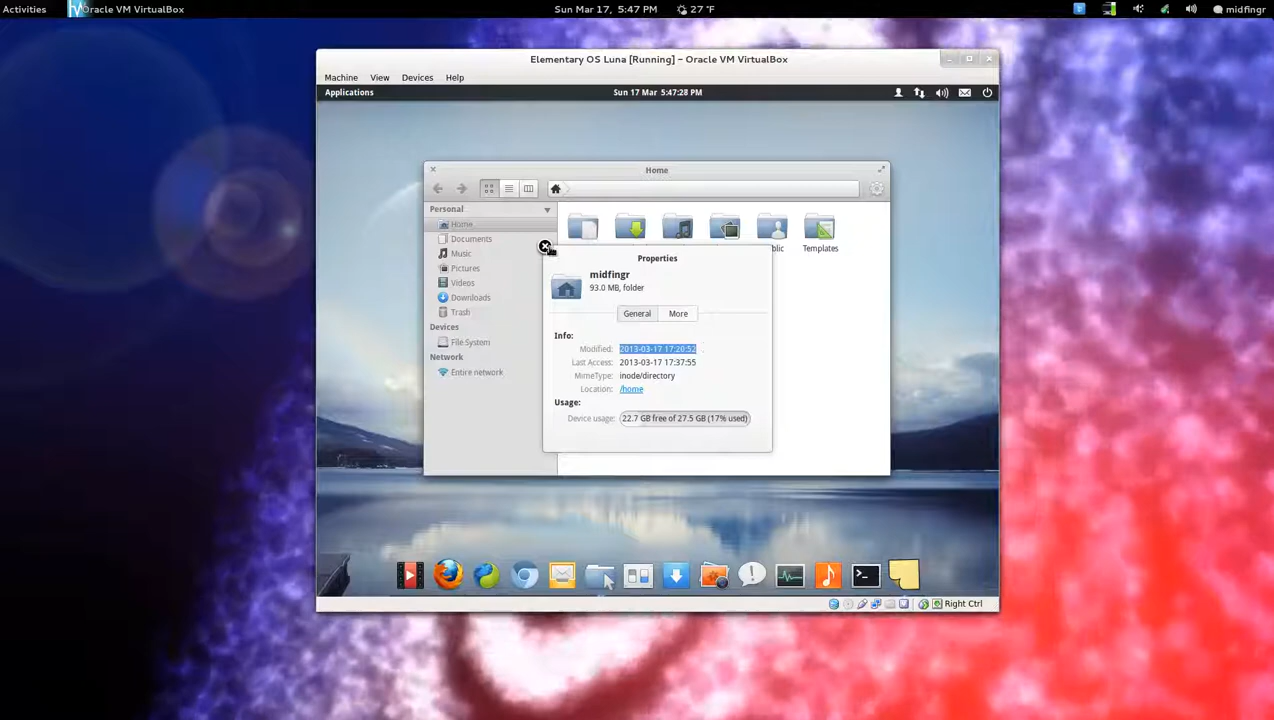 Activities Oracle VM VirtualBox Sun Mar 17, 5:47 PM 27 °F midfingr
Elementary OS Luna [Running] – Oracle VM VirtualBox
Machine View Devices Help
Applications Sun 17 Mar 5:47:28 PM
Home
Personal
Home
Documents
Music
Pictures
Videos
Downloads
Trash
Devices
File System
Network
Entire network
Templates
Properties
midfingr
93.0 MB, folder
General More
Info:
Modified: 2013-03-17 17:20:52
Last Access: 2013-03-17 17:37:55
MimeType: inode/directory
Location: /home
Usage:
Device usage: 22.7 GB free of 27.5 GB (17% used)
Right Ctrl